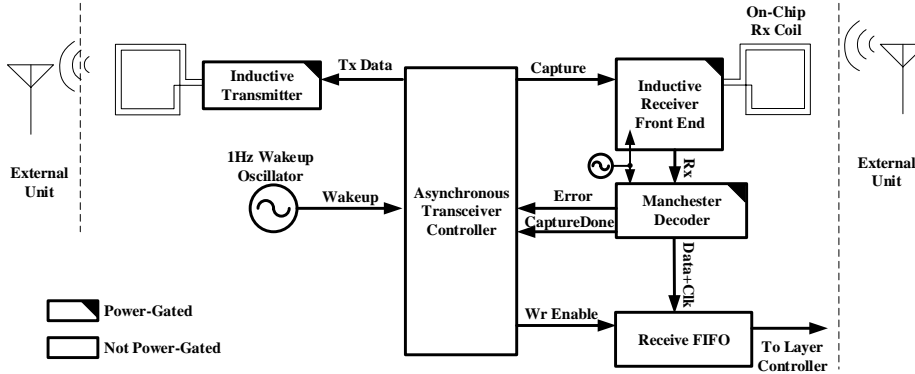 On-Chip
Rx Coil
Inductive
Transmitter
Tx Data
Capture
Inductive
Receiver
Front End
External
Unit
External
Unit
1Hz Wakeup
Oscillator
Wakeup
Asynchronous
Transceiver
Controller
Rx
Error
CaptureDone
Manchester
Decoder
Data+Clk
Power-Gated
Not Power-Gated
Wr Enable
Receive FIFO
To Layer
Controller